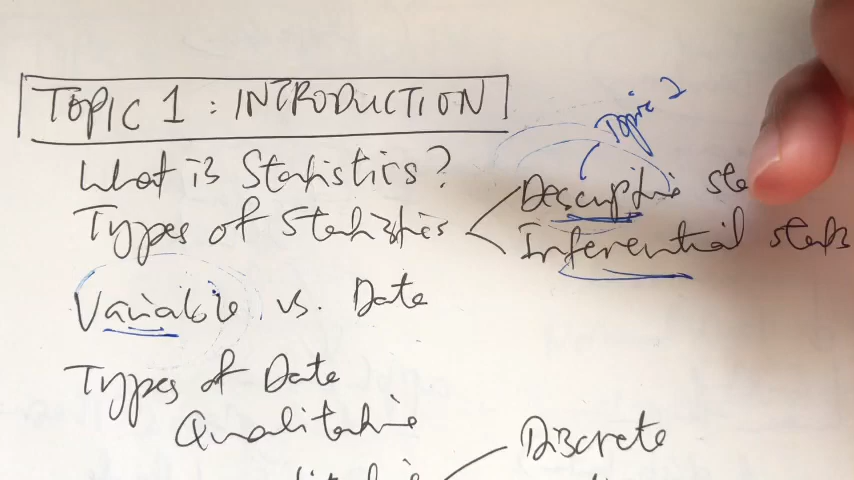 TOPIC 1 : INTRODUCTION
Topic 2
What is Statistics?
Descriptive sta
Types of Statistics
Inferential stats
Variable vs. Data
Types of Data
Qualitative
Discrete